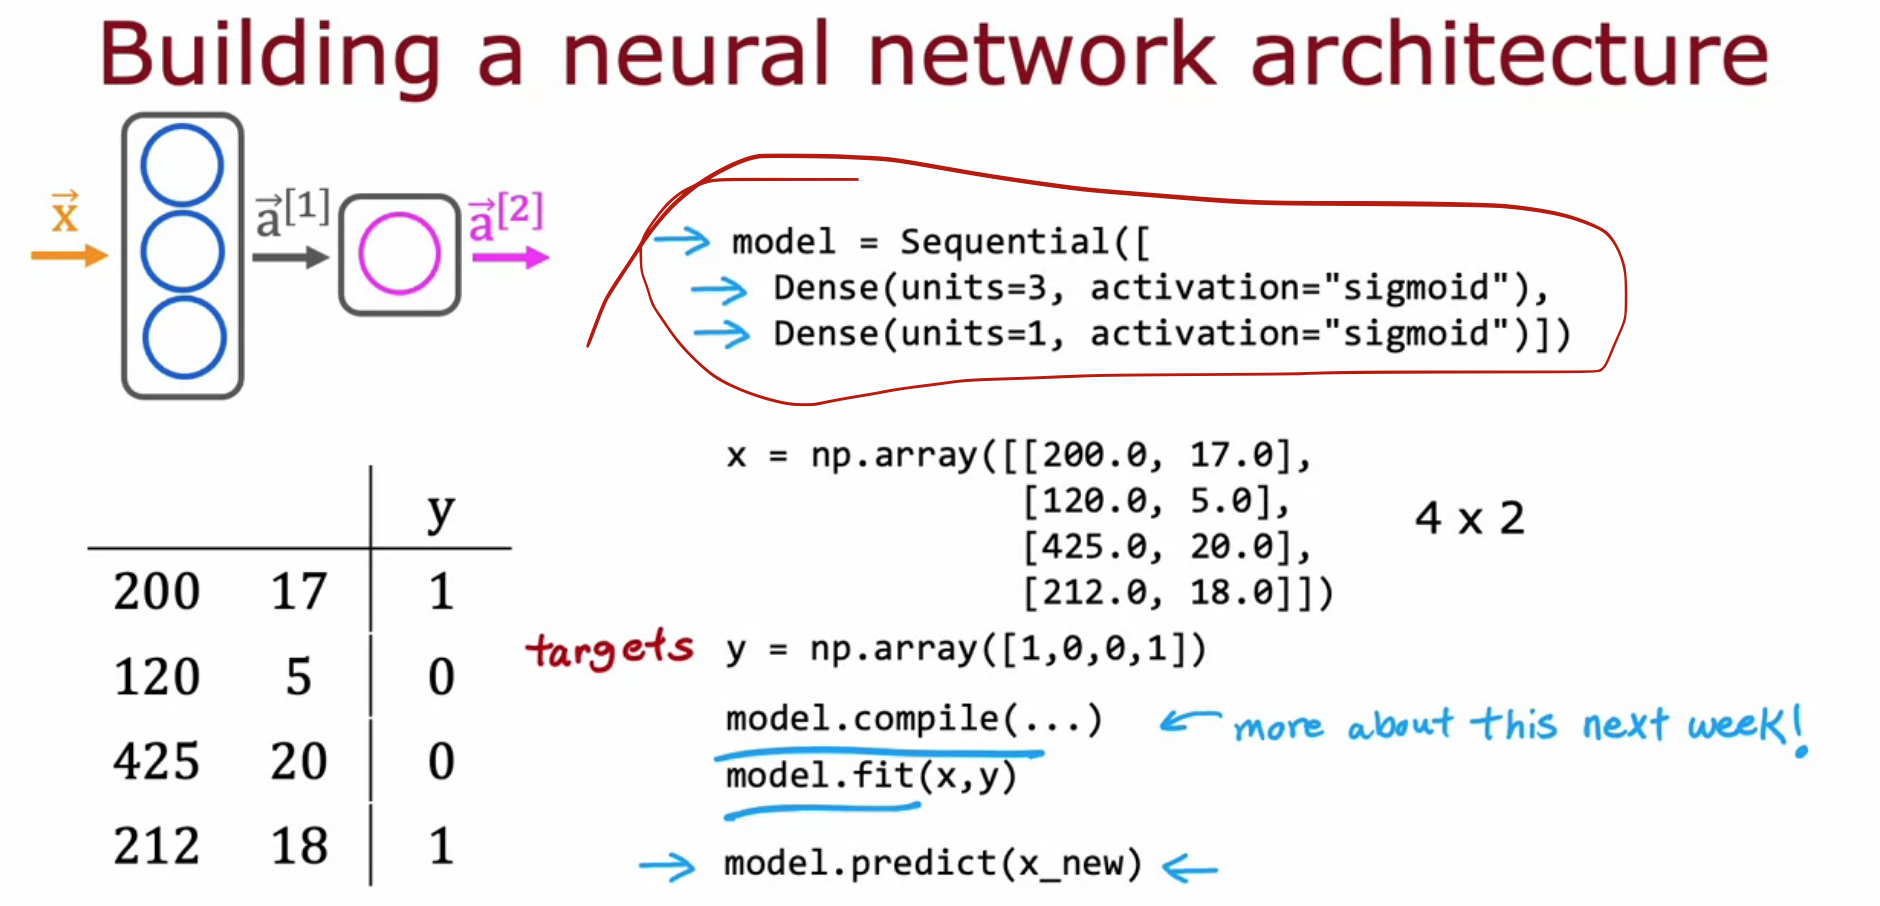 Building a neural network architecture
x⃗
a⃗[1]
a⃗[2]
model = Sequential([
Dense(units=3, activation="sigmoid"),
Dense(units=1, activation="sigmoid")])
x = np.array([[200.0, 17.0],
[120.0, 5.0],
[425.0, 20.0],
[212.0, 18.0]])
4 x 2
y
200 17 1
120 5 0
425 20 0
212 18 1
targets y = np.array([1,0,0,1])
model.compile(...) ← more about this next week!
model.fit(x,y)
→ model.predict(x_new) ←